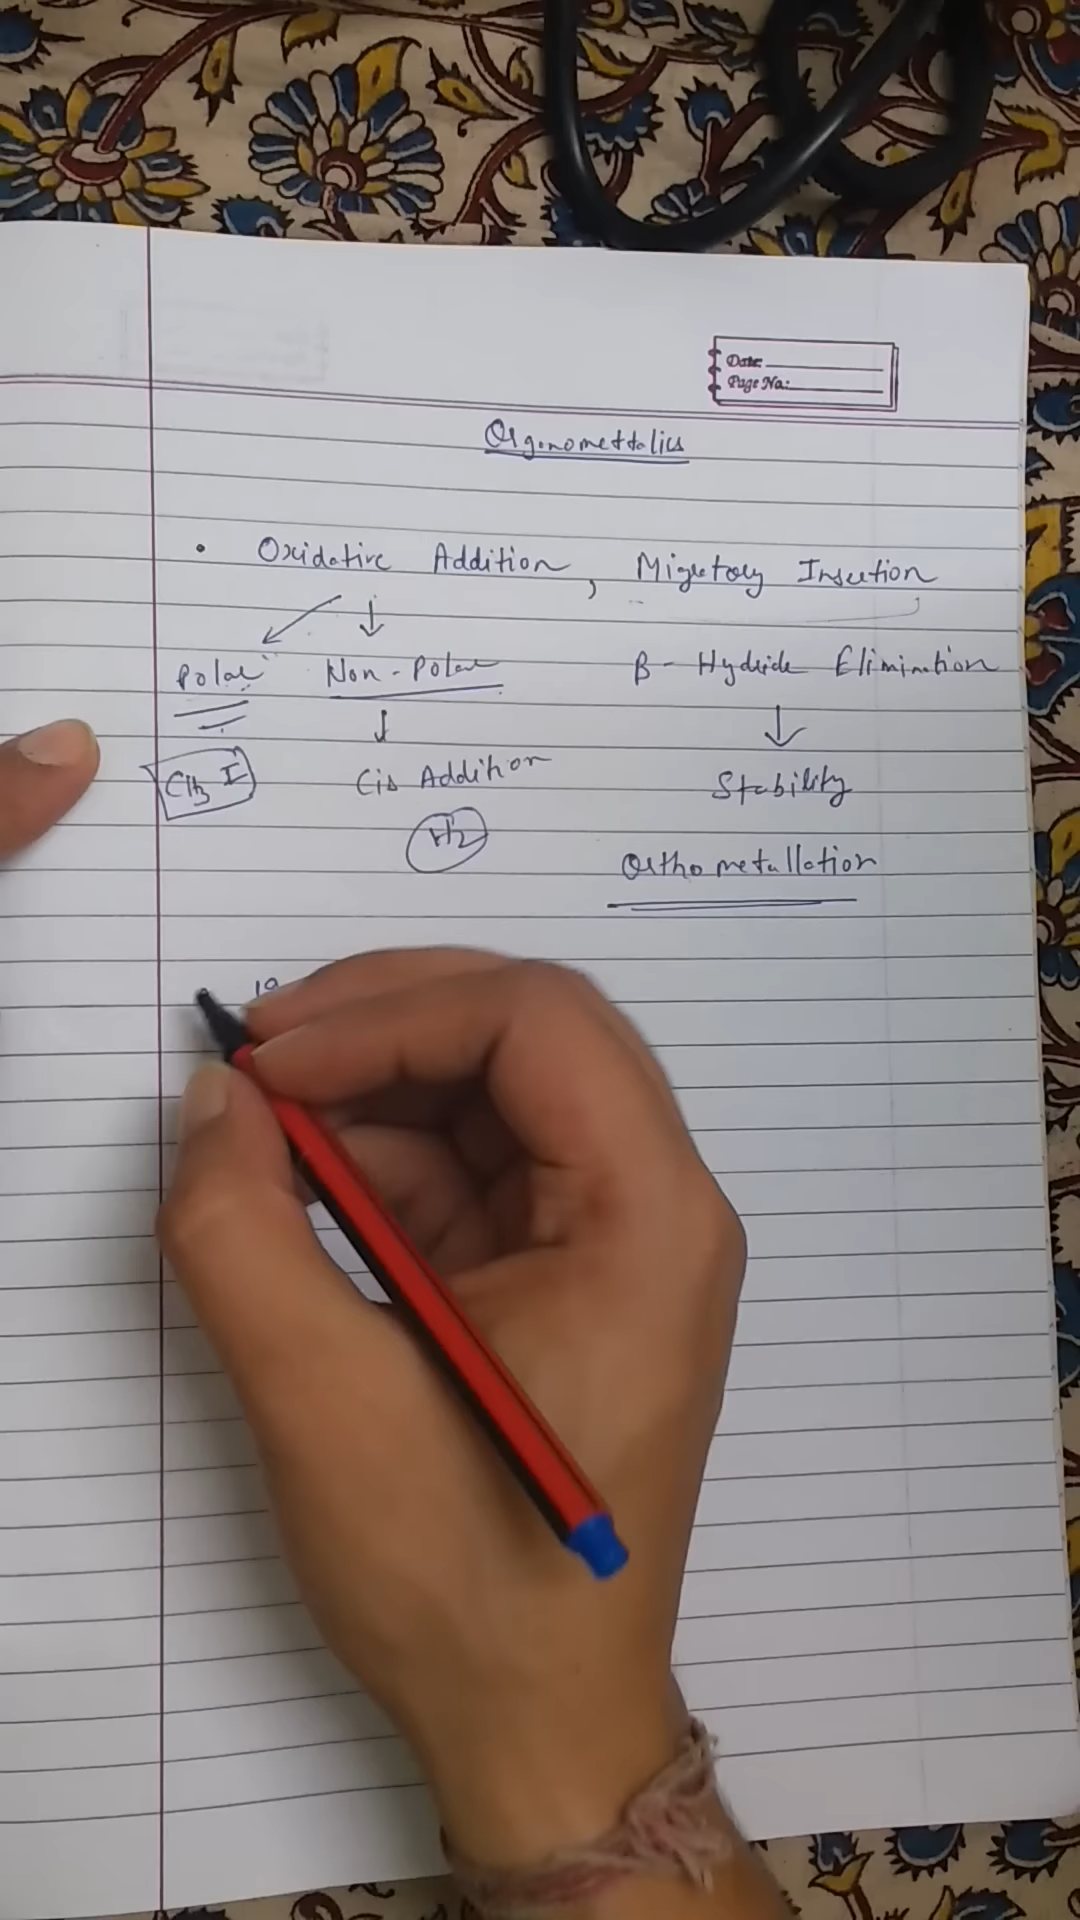 Date:
Page No.:
Orgonomettalics
• Oxidative Addition, Migratory Insertion
Polar Non-Polar β-Hydride Elimination
CH3 I Cis Addition Stability
H2
Ortho metallation